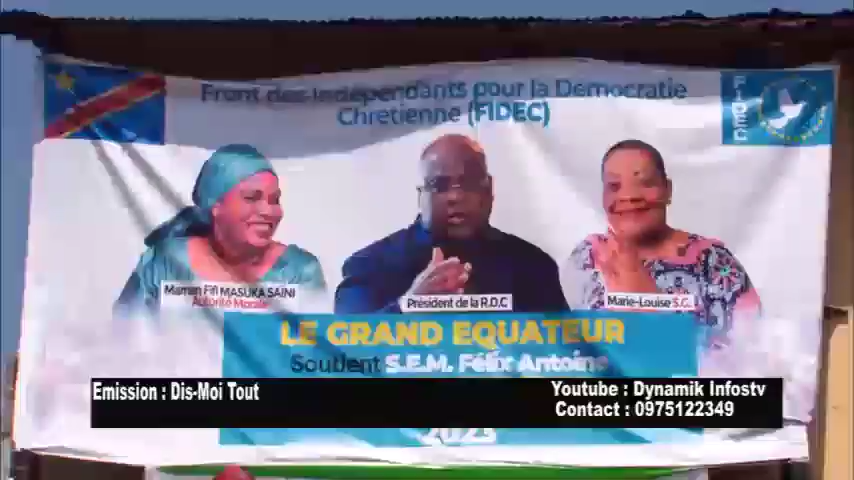 Front des Indépendants pour la Democratie
Chretienne (FIDEC)
FIDEC
Maman Fifi MASUKA SAINI
Autorité Morale
Président de la R.D.C
Marie-Louise S.G.
LE GRAND EQUATEUR
Soutient S.E.M. Félix Antoine
Emission : Dis-Moi Tout
Youtube : Dynamik Infostv
Contact : 0975122349
2023